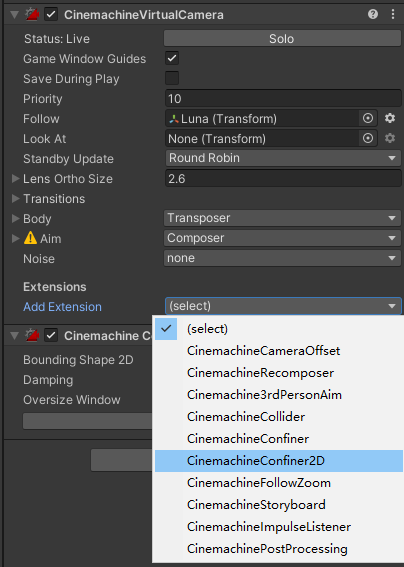 CinemachineVirtualCamera
Status: Live Solo
Game Window Guides
Save During Play
Priority 10
Follow Luna (Transform)
Look At None (Transform)
Standby Update Round Robin
Lens Ortho Size 2.6
Transitions
Body Transposer
Aim Composer
Noise none
Extensions
Add Extension (select)
Cinemachine Co
(select)
Bounding Shape 2D
CinemachineCameraOffset
Damping
CinemachineRecomposer
Oversize Window
Cinemachine3rdPersonAim
CinemachineCollider
CinemachineConfiner
CinemachineConfiner2D
CinemachineFollowZoom
CinemachineStoryboard
CinemachineImpulseListener
CinemachinePostProcessing